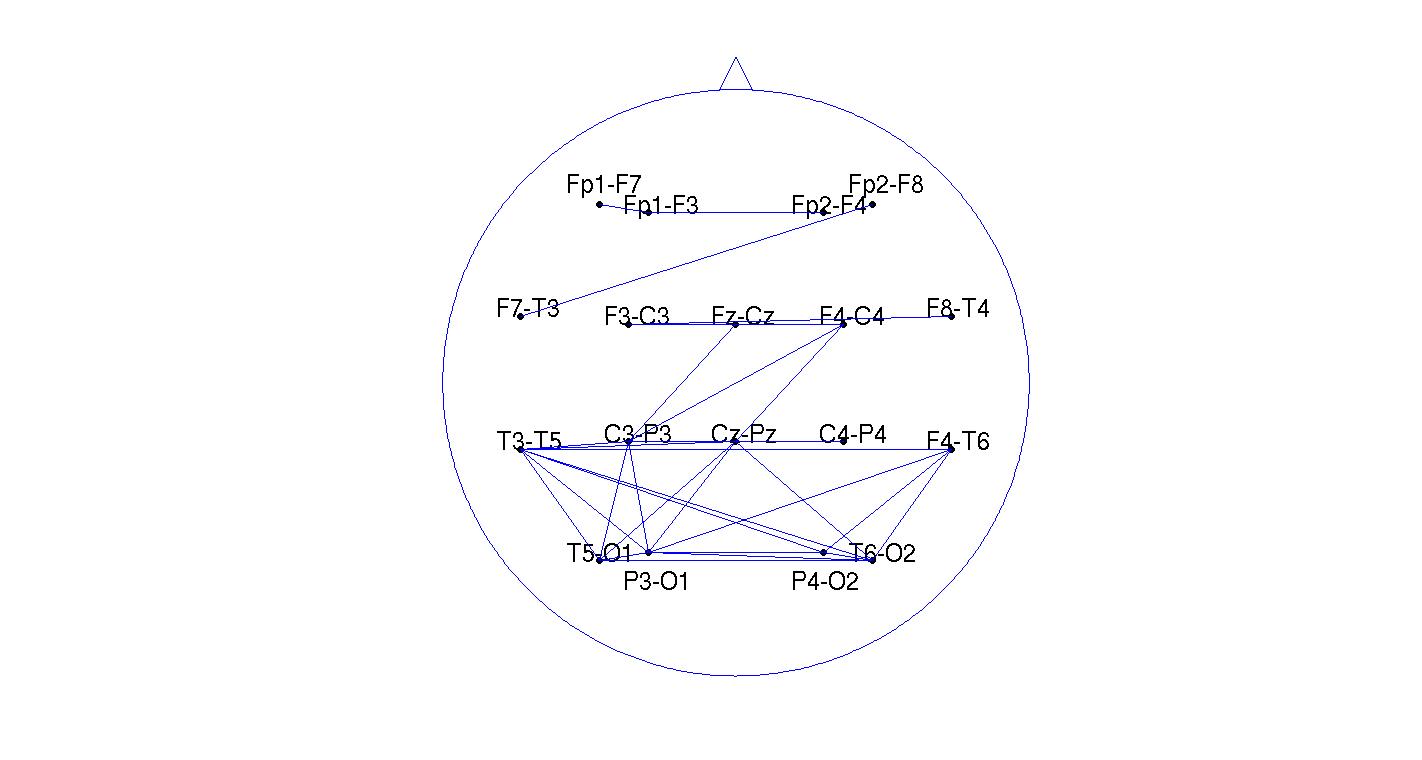 Fp1-F7
Fp2-F8
Fp1-F3
Fp2-F4
F7-T3
F3-C3
Fz-Cz
F4-C4
F8-T4
T3-T5
C3-P3
Cz-Pz
C4-P4
F4-T6
T5-O1
T6-O2
P3-O1
P4-O2